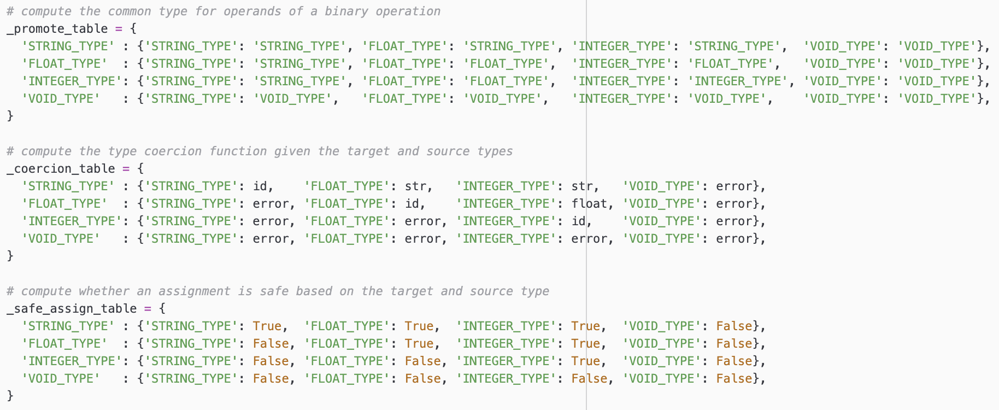 # compute the common type for operands of a binary operation
_promote_table = {
  'STRING_TYPE' : {'STRING_TYPE': 'STRING_TYPE', 'FLOAT_TYPE': 'STRING_TYPE', 'INTEGER_TYPE': 'STRING_TYPE',  'VOID_TYPE': 'VOID_TYPE'},
  'FLOAT_TYPE'  : {'STRING_TYPE': 'STRING_TYPE', 'FLOAT_TYPE': 'FLOAT_TYPE',  'INTEGER_TYPE': 'FLOAT_TYPE',   'VOID_TYPE': 'VOID_TYPE'},
  'INTEGER_TYPE': {'STRING_TYPE': 'STRING_TYPE', 'FLOAT_TYPE': 'FLOAT_TYPE',  'INTEGER_TYPE': 'INTEGER_TYPE', 'VOID_TYPE': 'VOID_TYPE'},
  'VOID_TYPE'   : {'STRING_TYPE': 'VOID_TYPE',   'FLOAT_TYPE': 'VOID_TYPE',   'INTEGER_TYPE': 'VOID_TYPE',    'VOID_TYPE': 'VOID_TYPE'},
}

# compute the type coercion function given the target and source types
_coercion_table = {
  'STRING_TYPE' : {'STRING_TYPE': id,    'FLOAT_TYPE': str,   'INTEGER_TYPE': str,   'VOID_TYPE': error},
  'FLOAT_TYPE'  : {'STRING_TYPE': error, 'FLOAT_TYPE': id,    'INTEGER_TYPE': float, 'VOID_TYPE': error},
  'INTEGER_TYPE': {'STRING_TYPE': error, 'FLOAT_TYPE': error, 'INTEGER_TYPE': id,    'VOID_TYPE': error},
  'VOID_TYPE'   : {'STRING_TYPE': error, 'FLOAT_TYPE': error, 'INTEGER_TYPE': error, 'VOID_TYPE': error},
}

# compute whether an assignment is safe based on the target and source type
_safe_assign_table = {
  'STRING_TYPE' : {'STRING_TYPE': True,  'FLOAT_TYPE': True,  'INTEGER_TYPE': True,  'VOID_TYPE': False},
  'FLOAT_TYPE'  : {'STRING_TYPE': False, 'FLOAT_TYPE': True,  'INTEGER_TYPE': True,  'VOID_TYPE': False},
  'INTEGER_TYPE': {'STRING_TYPE': False, 'FLOAT_TYPE': False, 'INTEGER_TYPE': True,  'VOID_TYPE': False},
  'VOID_TYPE'   : {'STRING_TYPE': False, 'FLOAT_TYPE': False, 'INTEGER_TYPE': False, 'VOID_TYPE': False},
}